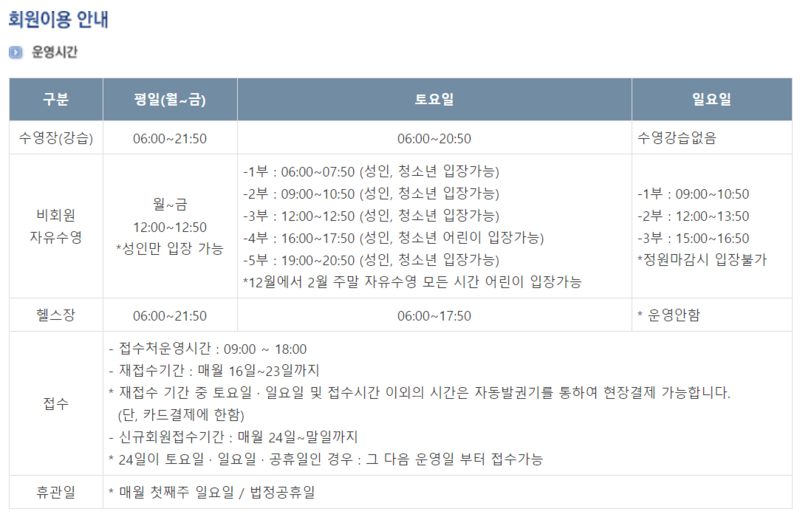 회원이용 안내
운영시간
구분 평일(월~금) 토요일 일요일
수영장(강습) 06:00~21:50 06:00~20:50 수영강습없음
비회원
자유수영
월~금
12:00~12:50
*성인만 입장 가능
-1부 : 06:00~07:50 (성인, 청소년 입장가능)
-2부 : 09:00~10:50 (성인, 청소년 입장가능)
-3부 : 12:00~12:50 (성인, 청소년 입장가능)
-4부 : 16:00~17:50 (성인, 청소년 어린이 입장가능)
-5부 : 19:00~20:50 (성인, 청소년 입장가능)
*12월에서 2월 주말 자유수영 모든 시간 어린이 입장가능
-1부 : 09:00~10:50
-2부 : 12:00~13:50
-3부 : 15:00~16:50
*정원마감시 입장불가
헬스장 06:00~21:50 06:00~17:50 * 운영안함
접수
- 접수처운영시간 : 09:00 ~ 18:00
- 재접수기간 : 매월 16일~23일까지
* 재접수 기간 중 토요일 · 일요일 및 접수시간 이외의 시간은 자동발권기를 통하여 현장결제 가능합니다.
(단, 카드결제에 한함)
- 신규회원접수기간 : 매월 24일~말일까지
* 24일이 토요일 · 일요일 · 공휴일인 경우 : 그 다음 운영일 부터 접수가능
휴관일 * 매월 첫째주 일요일 / 법정공휴일